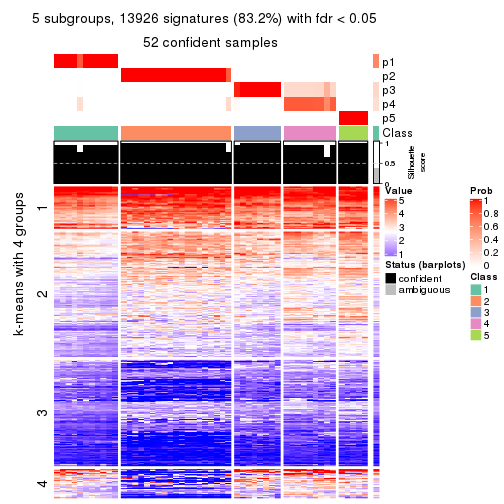 5 subgroups, 13926 signatures (83.2%) with fdr < 0.05
52 confident samples
p1
p2
p3
p4
p5
Class
1
0.5
0
Silhouette
score
k-means with 4 groups
1
2
3
4
Value
5
4
3
2
1
Status (barplots)
confident
ambiguous
Prob
1
0.8
0.6
0.4
0.2
0
Class
1
2
3
4
5